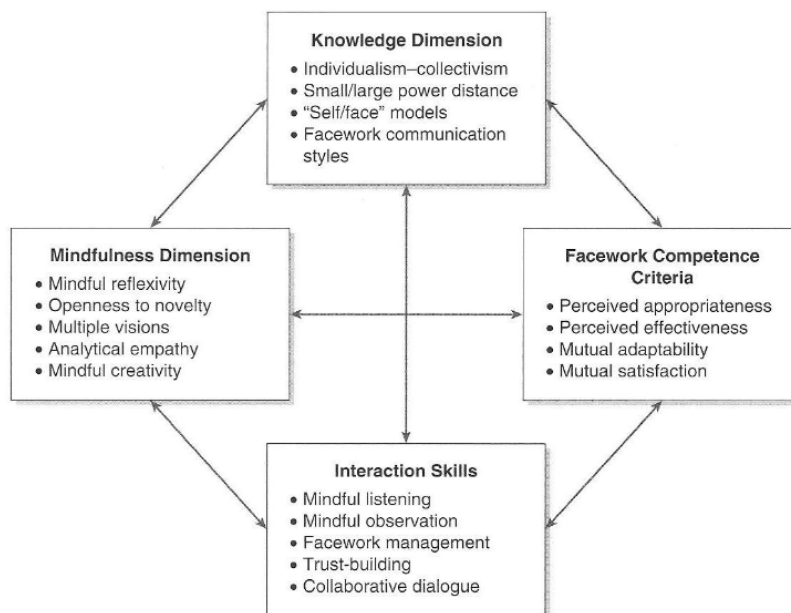 Knowledge Dimension
• Individualism–collectivism
• Small/large power distance
• “Self/face” models
• Facework communication
styles
Mindfulness Dimension
• Mindful reflexivity
• Openness to novelty
• Multiple visions
• Analytical empathy
• Mindful creativity
Facework Competence
Criteria
• Perceived appropriateness
• Perceived effectiveness
• Mutual adaptability
• Mutual satisfaction
Interaction Skills
• Mindful listening
• Mindful observation
• Facework management
• Trust-building
• Collaborative dialogue